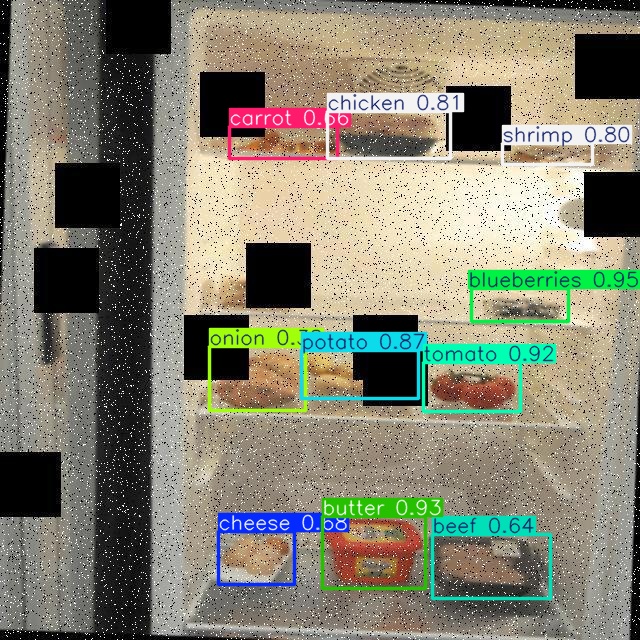 chicken 0.81
carrot 0.66
shrimp 0.80
blueberries 0.95
onion
potato 0.87
tomato 0.92
butter 0.93
cheese 0.68
beef 0.64